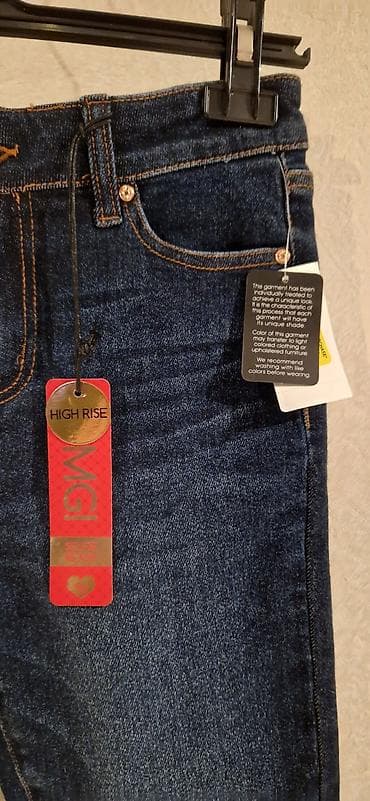 HIGH RISE
MGI
This garment has been
individually treated to
achieve a unique look.
It is the characteristic of
this process that each
garment will have
its unique shade.
Color of this garment
may transfer to light
colored clothing or
upholstered furniture.
We recommend
washing with like
colors before wearing.